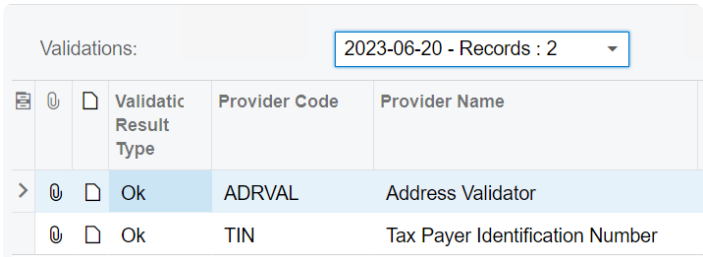 Validations: 2023-06-20 - Records : 2
Validatic Provider Code Provider Name
Result
Type
Ok ADRVAL Address Validator
Ok TIN Tax Payer Identification Number